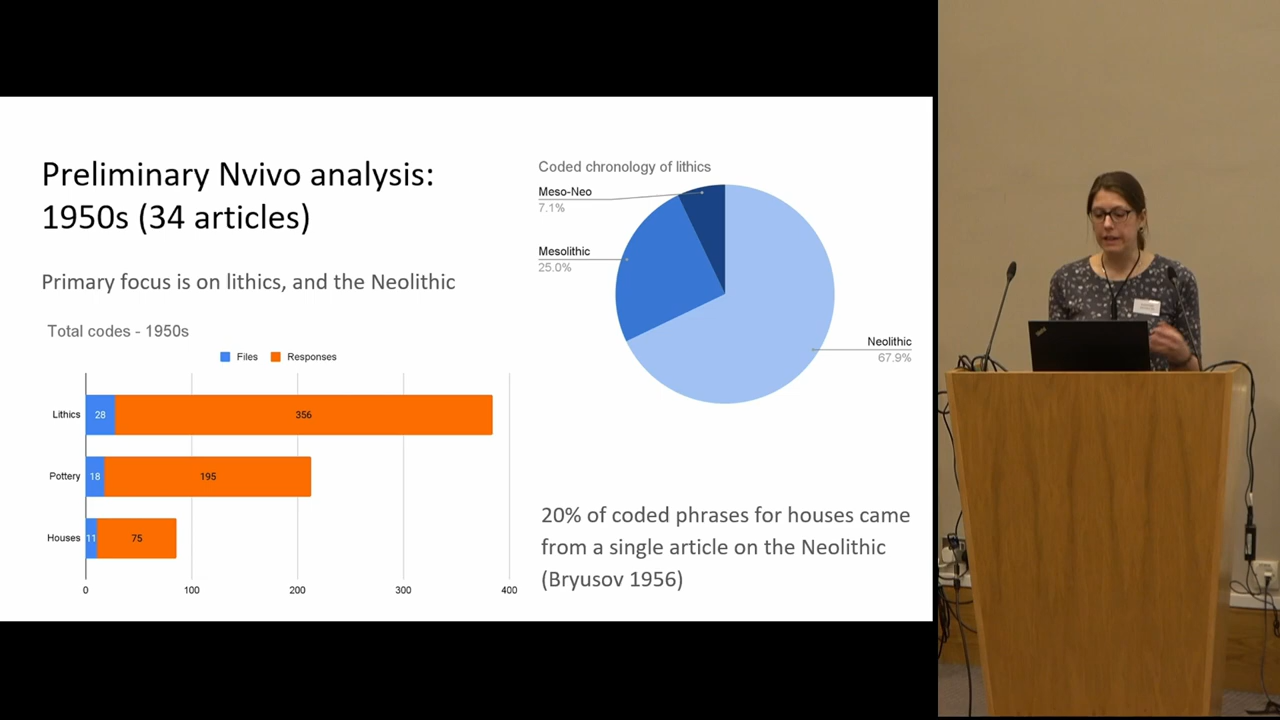 Preliminary Nvivo analysis:
1950s (34 articles)
Primary focus is on lithics, and the Neolithic
Total codes - 1950s
Files
Responses
Lithics
28
356
Pottery
18
195
Houses
11
75
0
100
200
300
400
Coded chronology of lithics
Meso-Neo
7.1%
Mesolithic
25.0%
Neolithic
67.9%
20% of coded phrases for houses came
from a single article on the Neolithic
(Bryusov 1956)